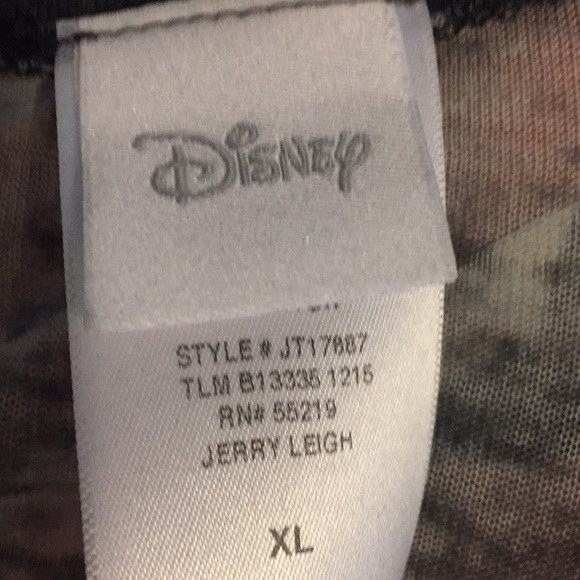 Disney
STYLE # JT17887
TLM B13335 1215
RN# 55219
JERRY LEIGH
XL